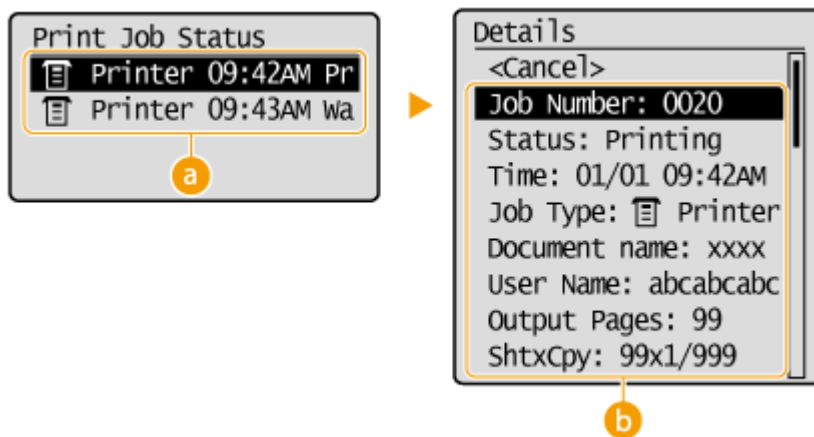 Print Job Status
Printer 09:42AM Pr
Printer 09:43AM Wa
a
Details
<Cancel>
Job Number: 0020
Status: Printing
Time: 01/01 09:42AM
Job Type: Printer
Document name: xxxx
User Name: abcabcabc
Output Pages: 99
ShtxCpy: 99x1/999
b